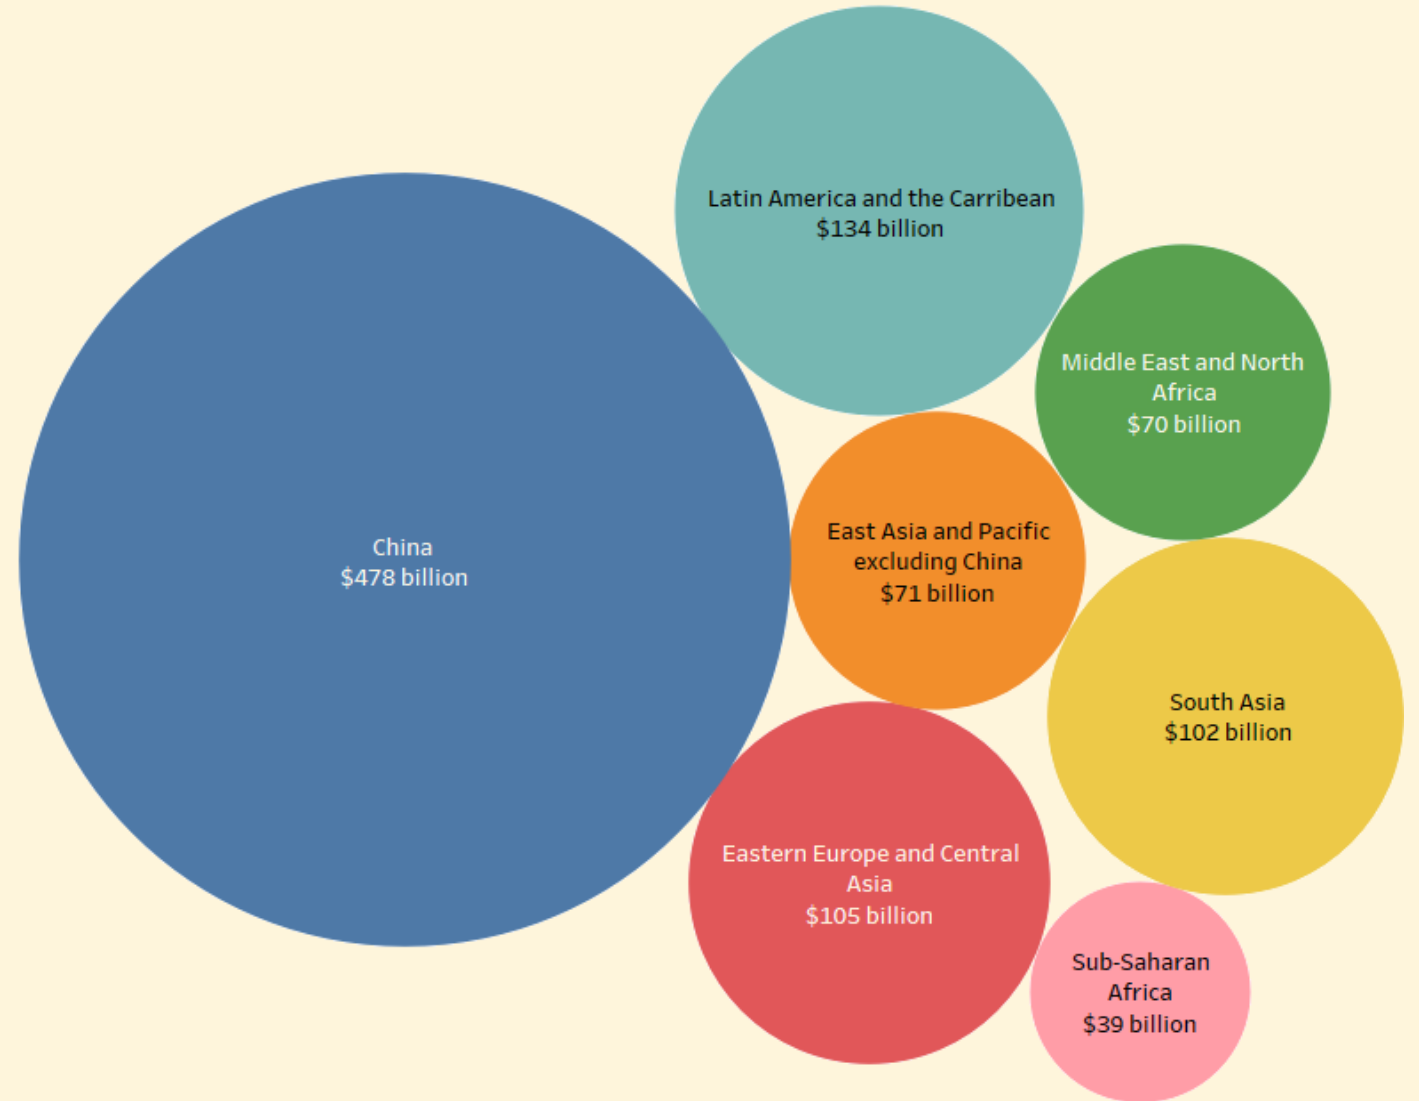 Latin America and the Carribean
$134 billion
Middle East and North
Africa
$70 billion
East Asia and Pacific
excluding China
$71 billion
China
$478 billion
South Asia
$102 billion
Eastern Europe and Central
Asia
$105 billion
Sub-Saharan
Africa
$39 billion